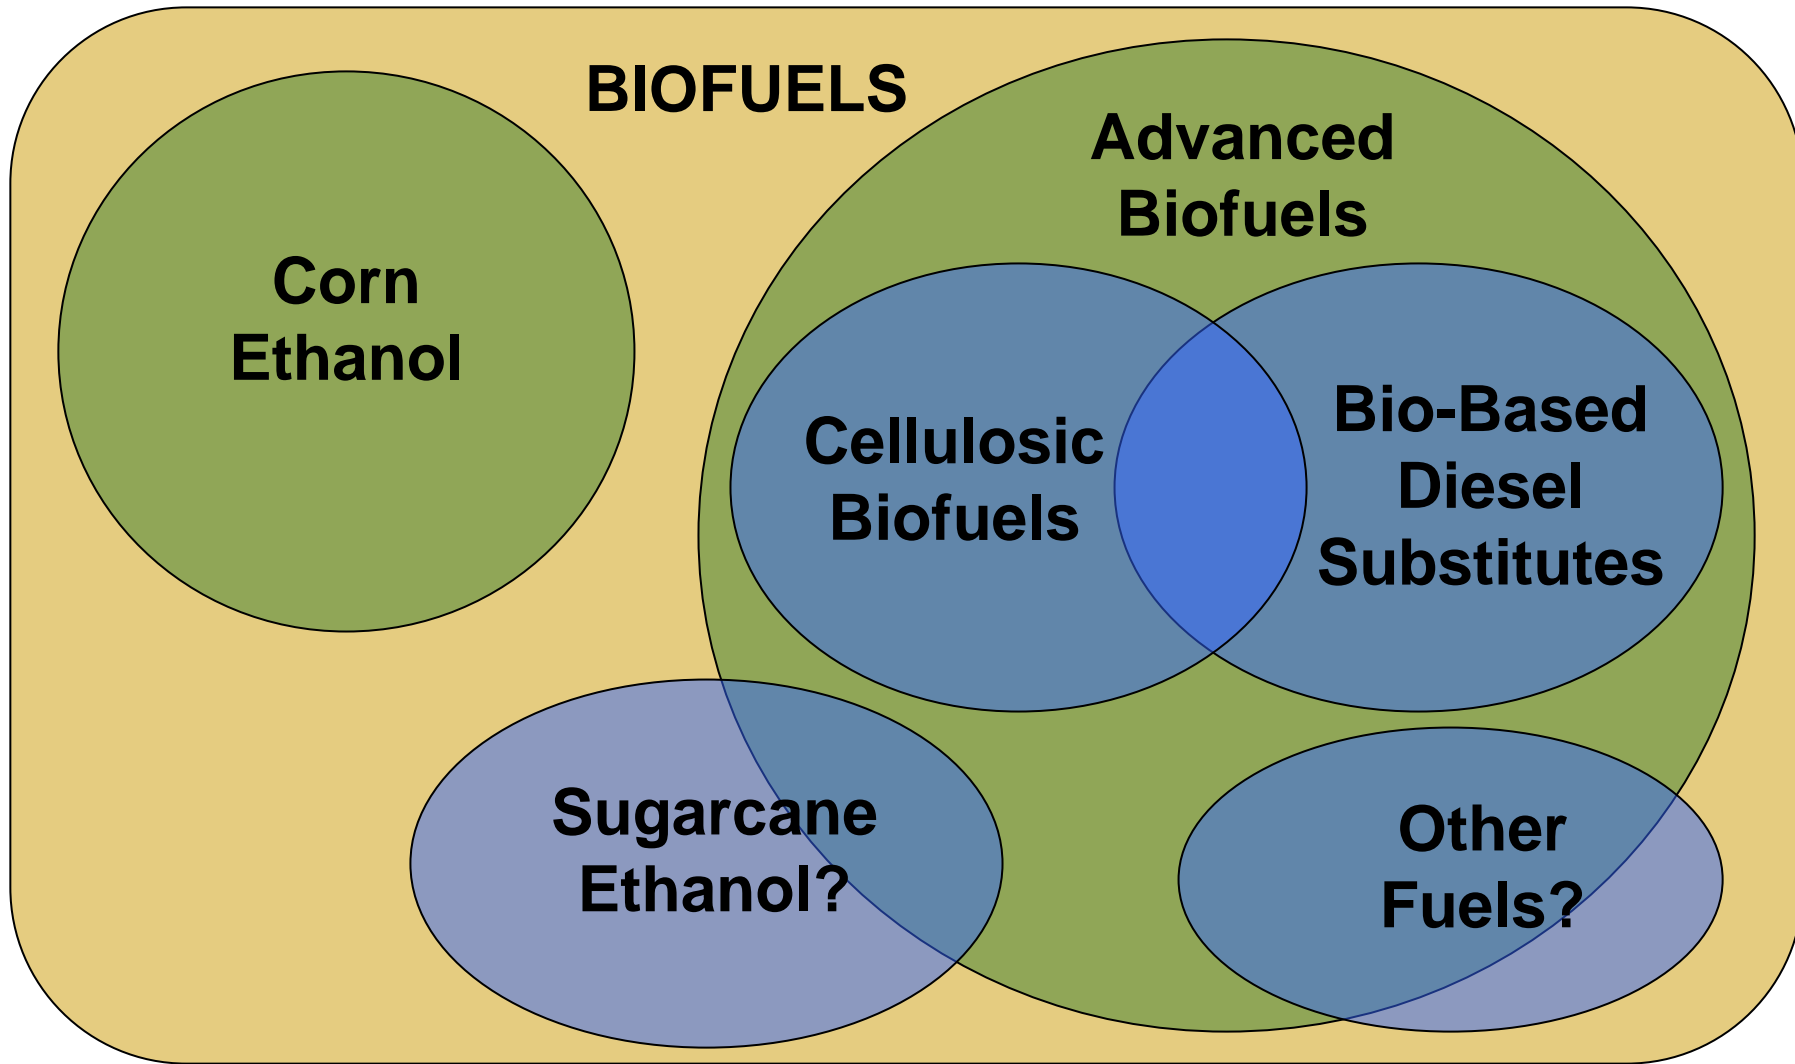 BIOFUELS
Advanced
Biofuels
Corn
Ethanol
Cellulosic
Biofuels
Bio-Based
Diesel
Substitutes
Sugarcane
Ethanol?
Other
Fuels?